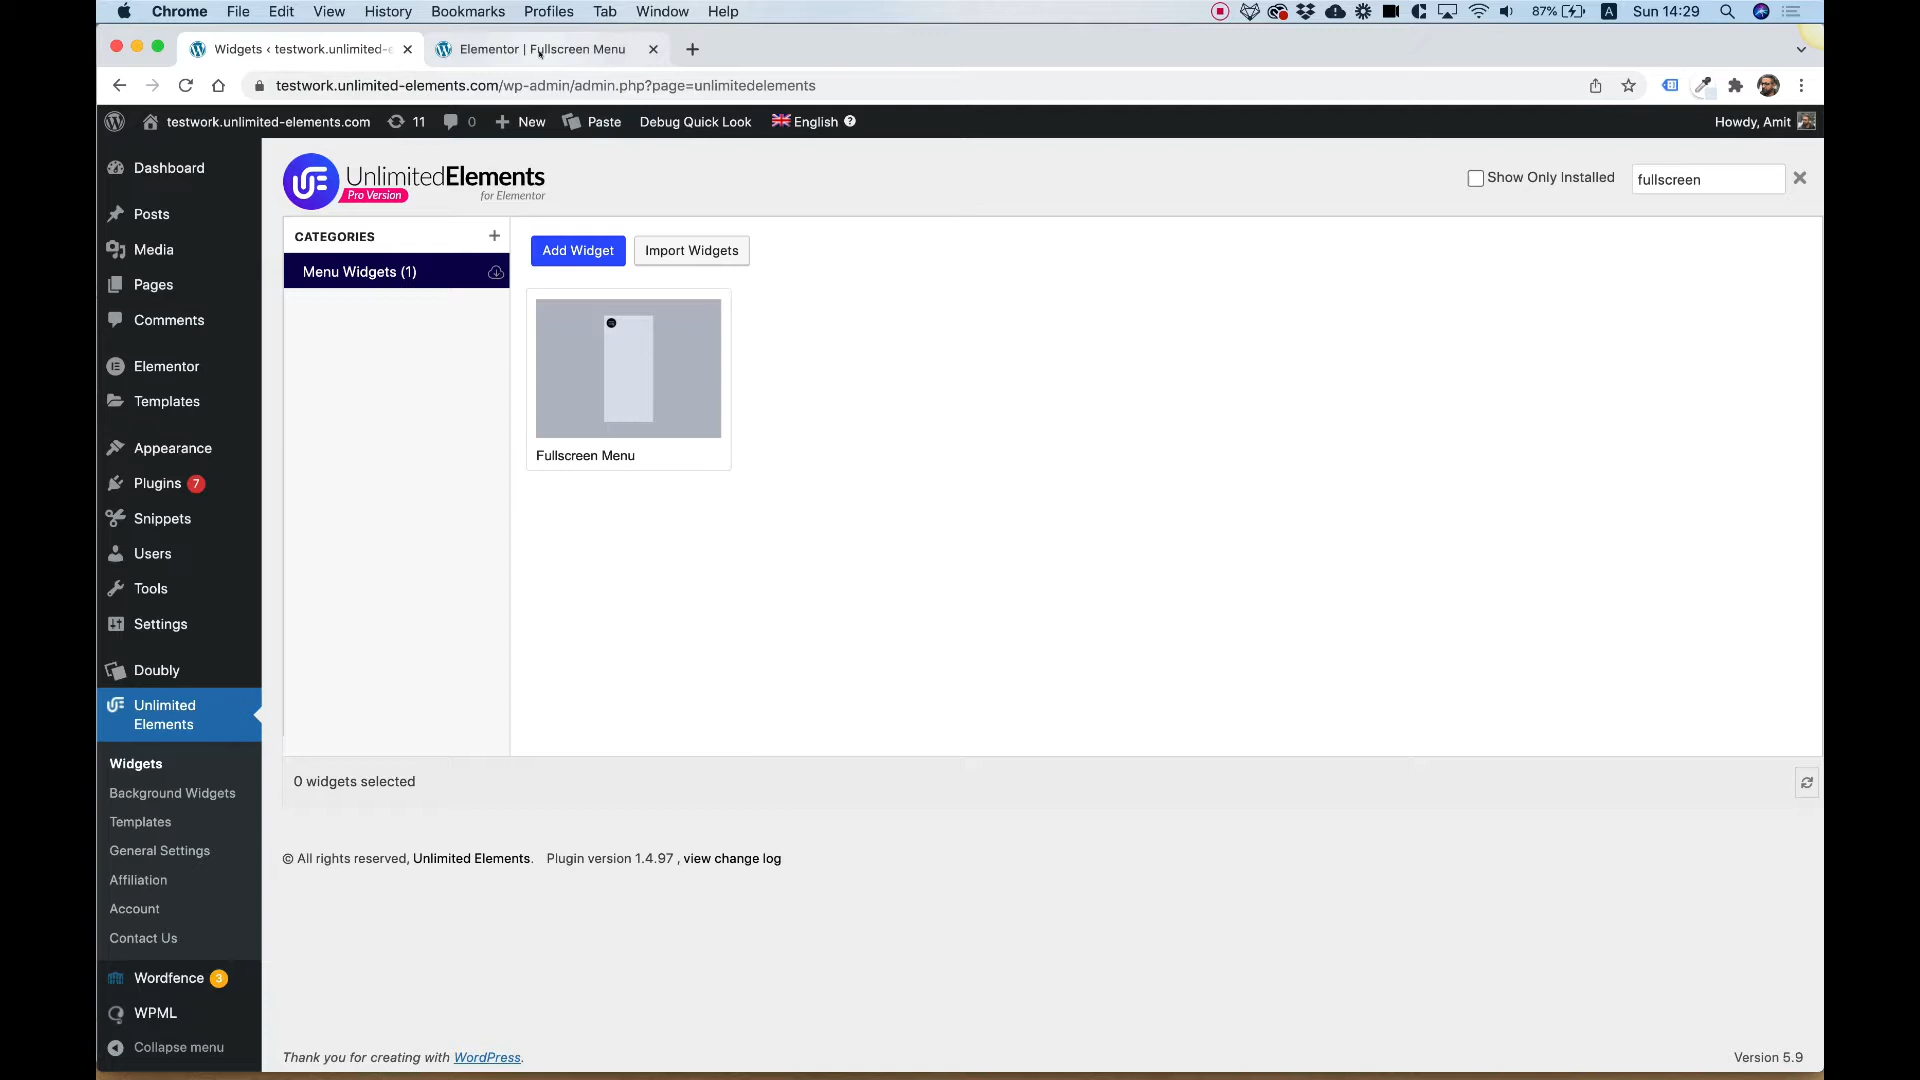 Chrome File Edit View History Bookmarks Profiles Tab Window Help 87% A Sun 14:29
Widgets ‹ testwork.unlimited-e Elementor | Fullscreen Menu
testwork.unlimited-elements.com/wp-admin/admin.php?page=unlimitedelements
testwork.unlimited-elements.com 11 0 New Paste Debug Quick Look English Howdy, Amit
Dashboard
Posts
Media
Pages
Comments
Elementor
Templates
Appearance
Plugins 7
Snippets
Users
Tools
Settings
Doubly
Unlimited
Elements
Widgets
Background Widgets
Templates
General Settings
Affiliation
Account
Contact Us
Wordfence 3
WPML
Collapse menu
UnlimitedElements
Pro Version
for Elementor
Show Only Installed fullscreen
CATEGORIES +
Menu Widgets (1)
Add Widget Import Widgets
Fullscreen Menu
0 widgets selected
© All rights reserved, Unlimited Elements. Plugin version 1.4.97 , view change log
Thank you for creating with WordPress. Version 5.9